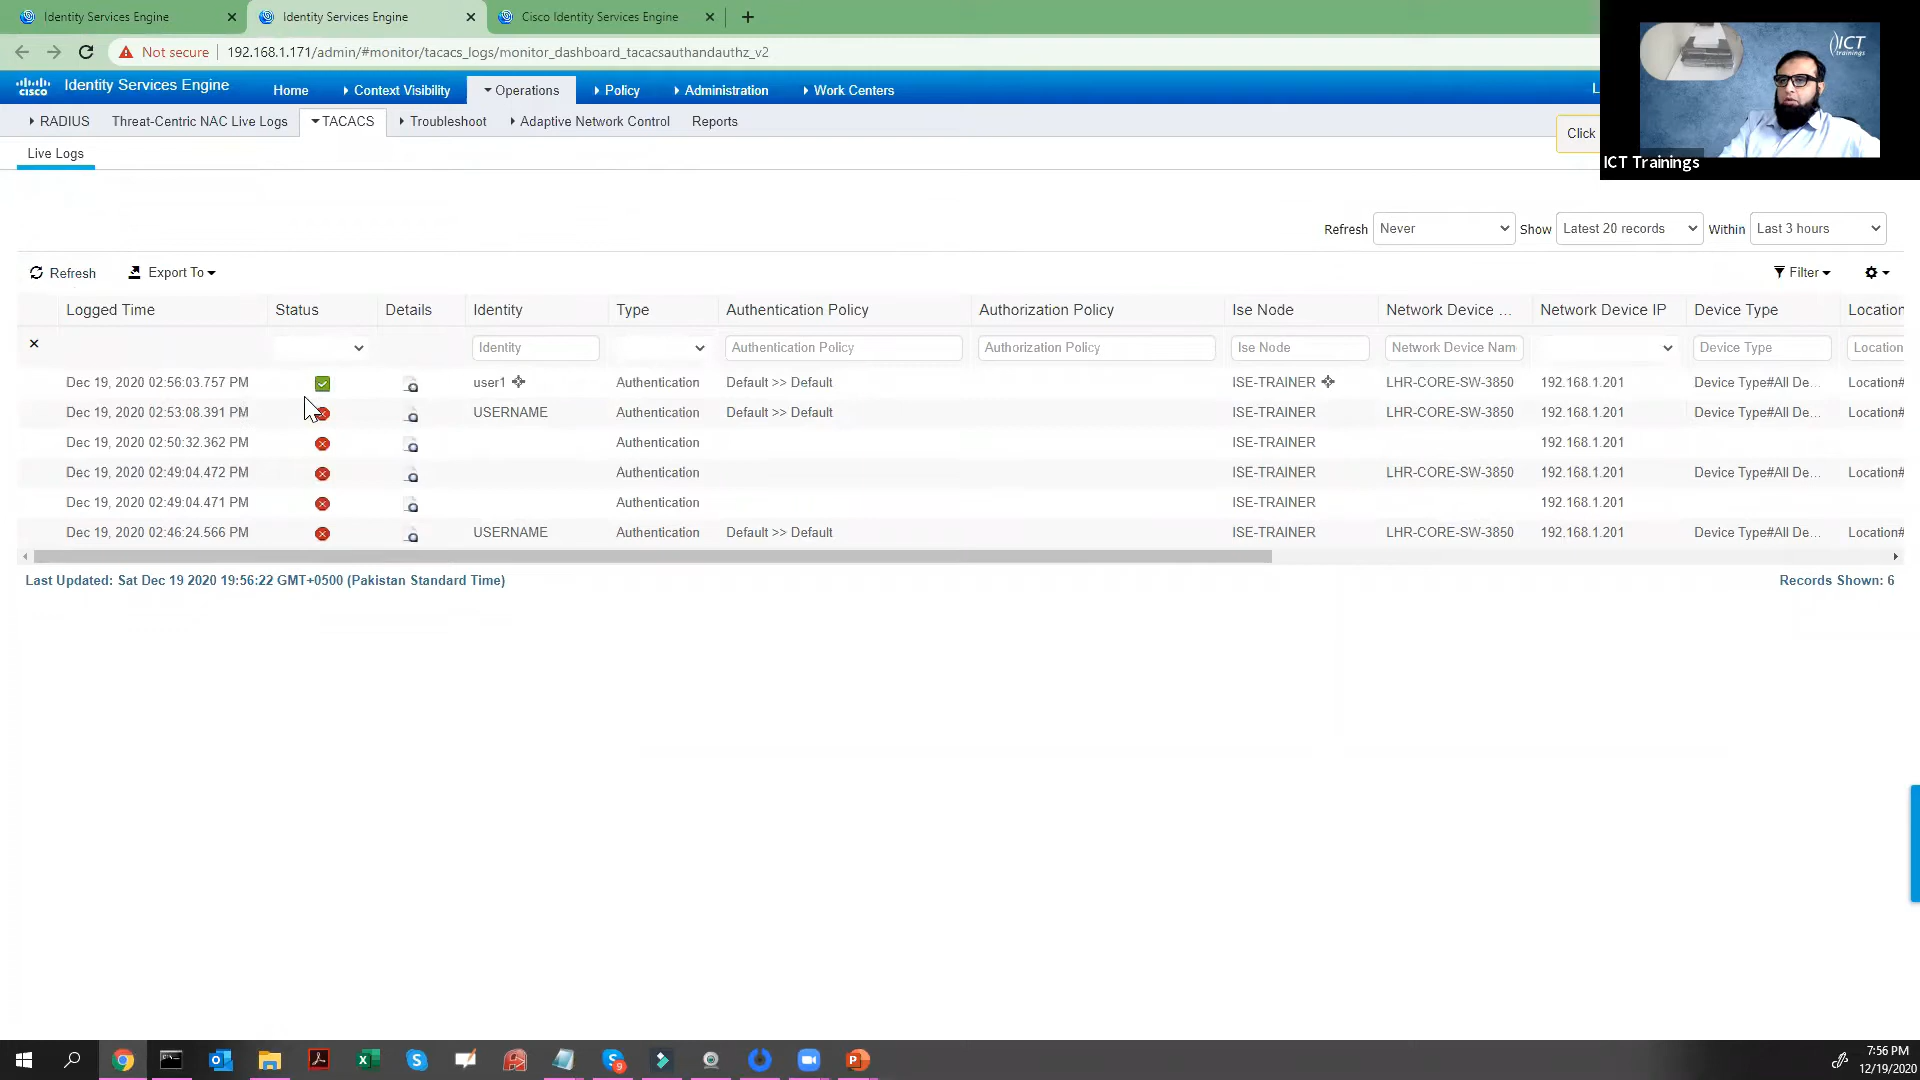 Identity Services Engine
Identity Services Engine
Cisco Identity Services Engine
Not secure
192.168.1.171/admin/#monitor/tacacs_logs/monitor_dashboard_tacacsauthandauthz_v2
CISCO
Identity Services Engine
Home
Context Visibility
Operations
Policy
Administration
Work Centers
L
ICT
trainings
ICT Trainings
RADIUS
Threat-Centric NAC Live Logs
TACACS
Troubleshoot
Adaptive Network Control
Reports
Click
Live Logs
Refresh Never Show Latest 20 records Within Last 3 hours
Refresh Export To Filter
Logged Time Status Details Identity Type Authentication Policy Authorization Policy Ise Node Network Device ... Network Device IP Device Type Location
Identity Authentication Policy Authorization Policy Ise Node Network Device Nam Device Type Location
Dec 19, 2020 02:56:03.757 PM user1 Authentication Default >> Default ISE-TRAINER LHR-CORE-SW-3850 192.168.1.201 Device Type#All De... Location#
Dec 19, 2020 02:53:08.391 PM USERNAME Authentication Default >> Default ISE-TRAINER LHR-CORE-SW-3850 192.168.1.201 Device Type#All De... Location#
Dec 19, 2020 02:50:32.362 PM Authentication ISE-TRAINER 192.168.1.201
Dec 19, 2020 02:49:04.472 PM Authentication ISE-TRAINER LHR-CORE-SW-3850 192.168.1.201 Device Type#All De... Location#
Dec 19, 2020 02:49:04.471 PM Authentication ISE-TRAINER 192.168.1.201
Dec 19, 2020 02:46:24.566 PM USERNAME Authentication Default >> Default ISE-TRAINER LHR-CORE-SW-3850 192.168.1.201 Device Type#All De... Location#
Last Updated: Sat Dec 19 2020 19:56:22 GMT+0500 (Pakistan Standard Time)
Records Shown: 6
7:56 PM
12/19/2020